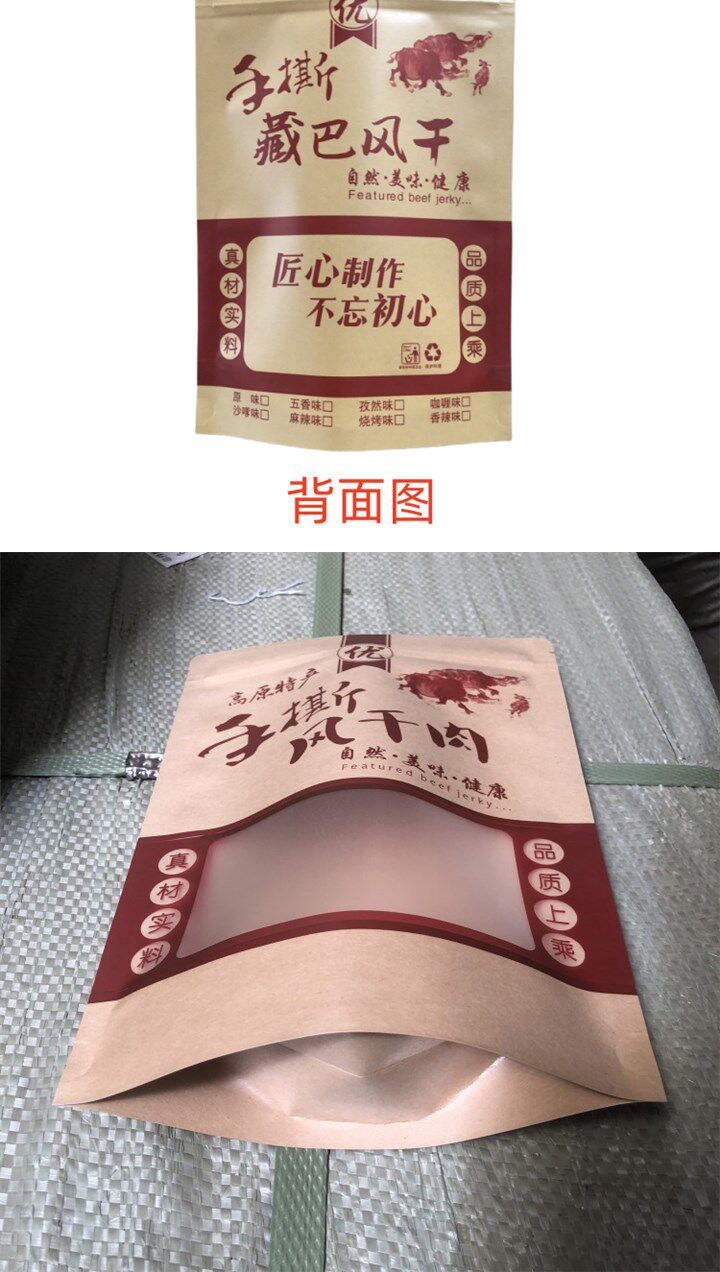 优
手撕
藏巴风干
自然·美味·健康
Featured beef jerky...
真材实料
匠心制作
不忘初心
品质上乘
原 味□ 五香味□ 孜然味□ 咖喱味□
沙嗲味□ 麻辣味□ 烧烤味□ 香辣味□
背面图
优
高原特产
手撕
风干肉
自然·美味·健康
Featured beef jerky...
真材实料
品质上乘